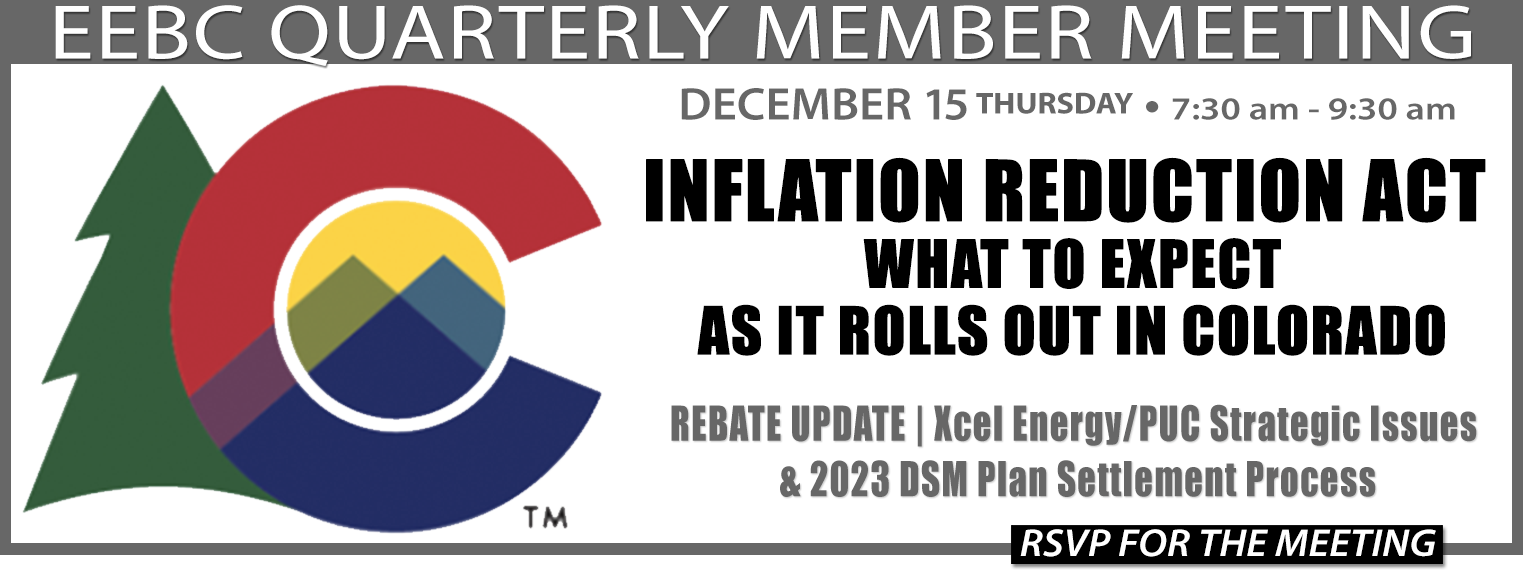 EEBC QUARTERLY MEMBER MEETING
DECEMBER 15 THURSDAY • 7:30 am - 9:30 am
INFLATION REDUCTION ACT
WHAT TO EXPECT
AS IT ROLLS OUT IN COLORADO
REBATE UPDATE | Xcel Energy/PUC Strategic Issues
& 2023 DSM Plan Settlement Process
TM
RSVP FOR THE MEETING